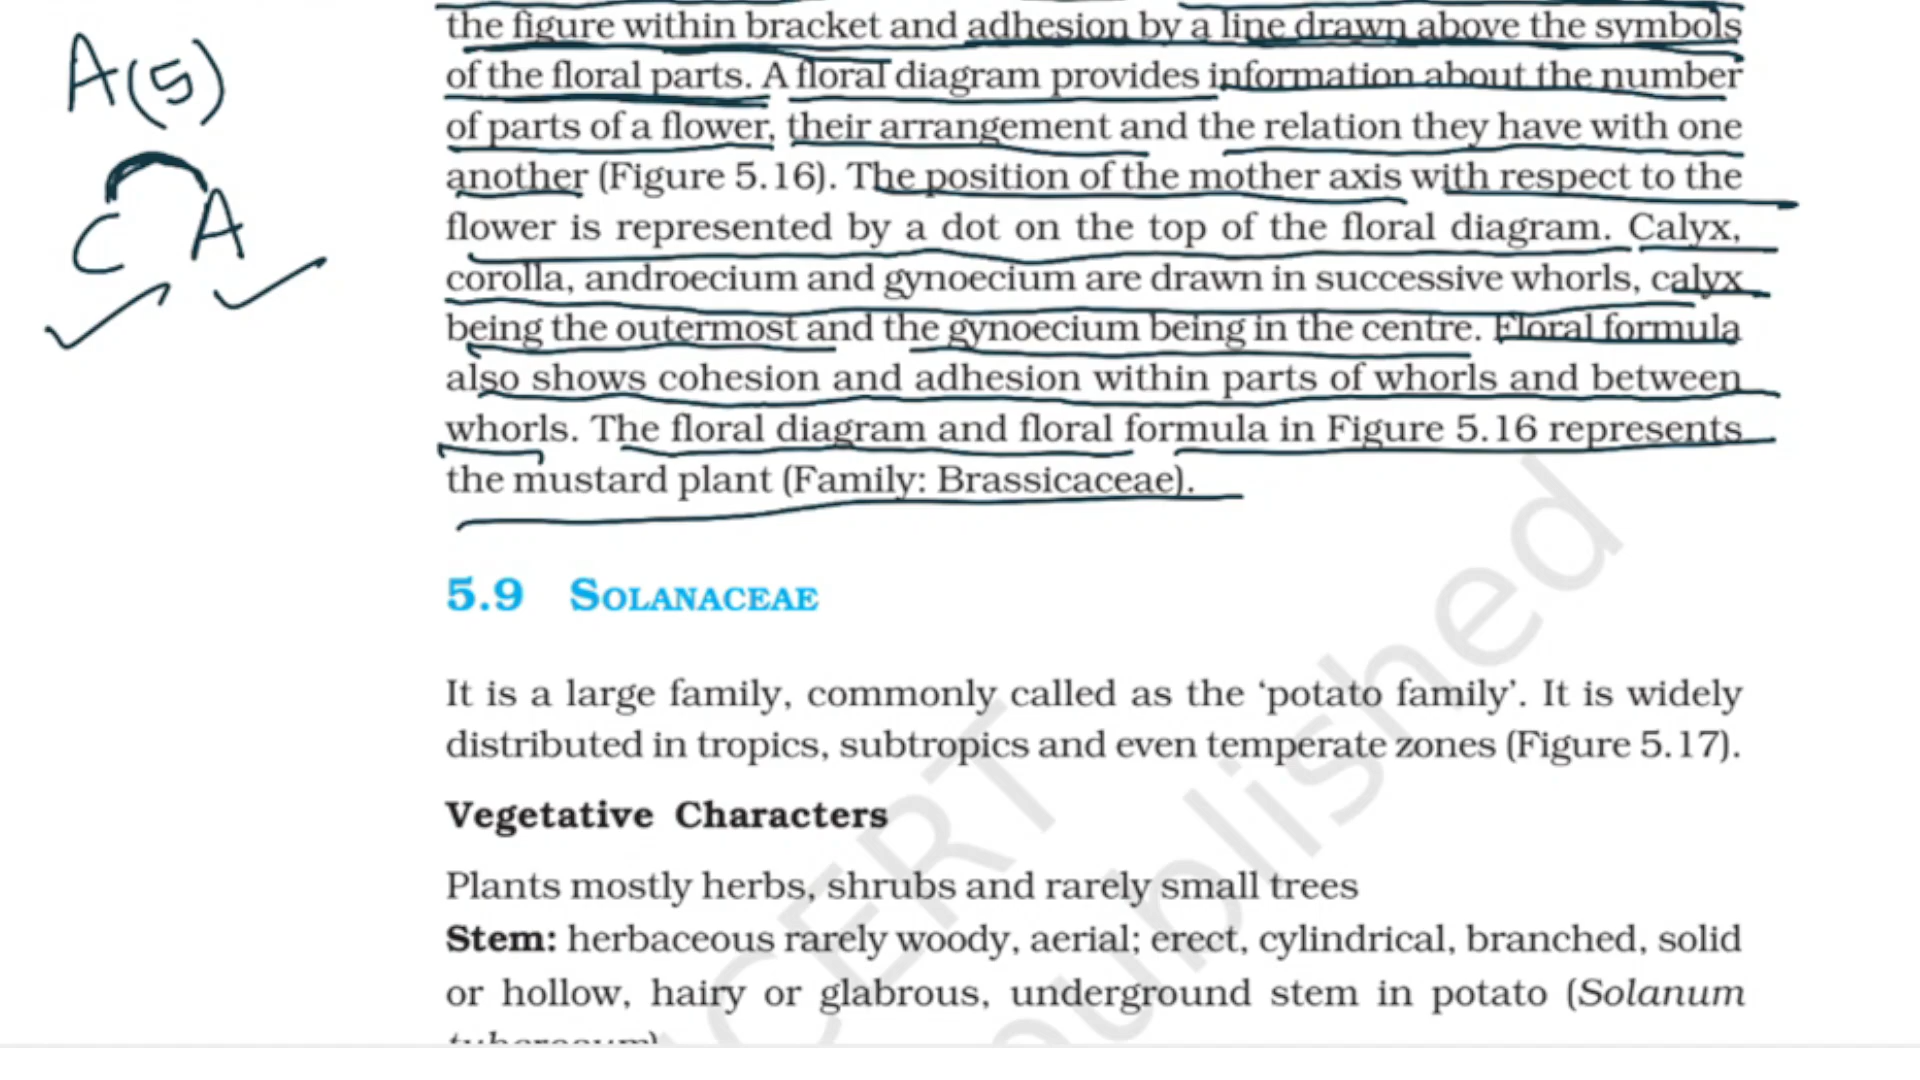 A(5)
C A
the figure within bracket and adhesion by a line drawn above the symbols
of the floral parts. A floral diagram provides information about the number
of parts of a flower, their arrangement and the relation they have with one
another (Figure 5.16). The position of the mother axis with respect to the
flower is represented by a dot on the top of the floral diagram. Calyx,
corolla, androecium and gynoecium are drawn in successive whorls, calyx
being the outermost and the gynoecium being in the centre. Floral formula
also shows cohesion and adhesion within parts of whorls and between
whorls. The floral diagram and floral formula in Figure 5.16 represents
the mustard plant (Family: Brassicaceae).
5.9 SOLANACEAE
It is a large family, commonly called as the ‘potato family’. It is widely
distributed in tropics, subtropics and even temperate zones (Figure 5.17).
Vegetative Characters
Plants mostly herbs, shrubs and rarely small trees
Stem: herbaceous rarely woody, aerial; erect, cylindrical, branched, solid
or hollow, hairy or glabrous, underground stem in potato (Solanum